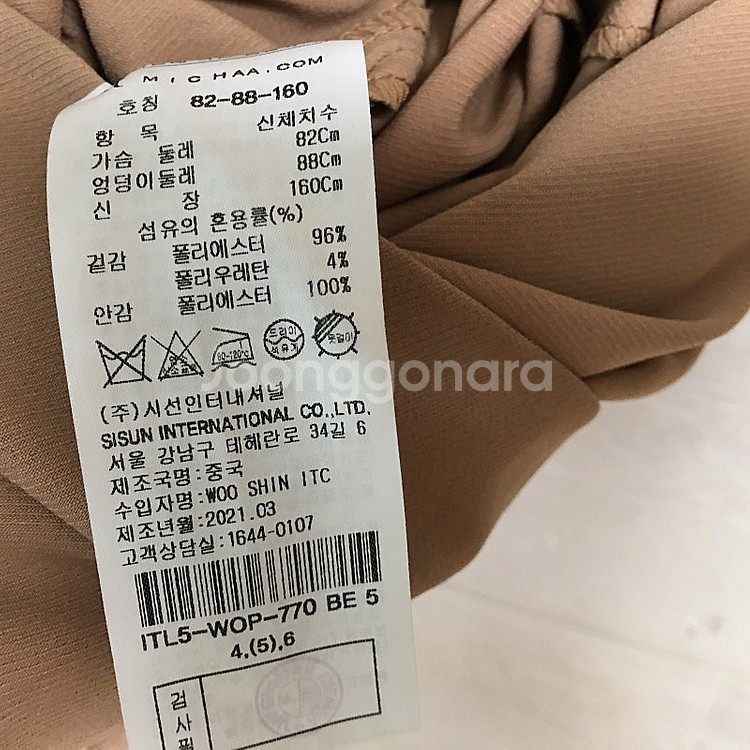 MICHAA.COM
호칭 82-88-160
항 목 신체치수
가슴 둘레 82Cm
엉덩이둘레 88Cm
신 장 160Cm
섬유의 혼용률(%)
겉감 폴리에스터 96%
폴리우레탄 4%
안감 폴리에스터 100%
80-120℃ 드라이 석유계 옷걸이
Joonggonara
(주)시선인터내셔널
SISUN INTERNATIONAL CO.,LTD.
서울 강남구 테헤란로 34길 6
제조국명:중국
수입자명:WOO SHIN ITC
제조년월:2021.03
고객상담실:1644-0107
ITL5-WOP-770 BE 5
4,(5),6
검
사
필